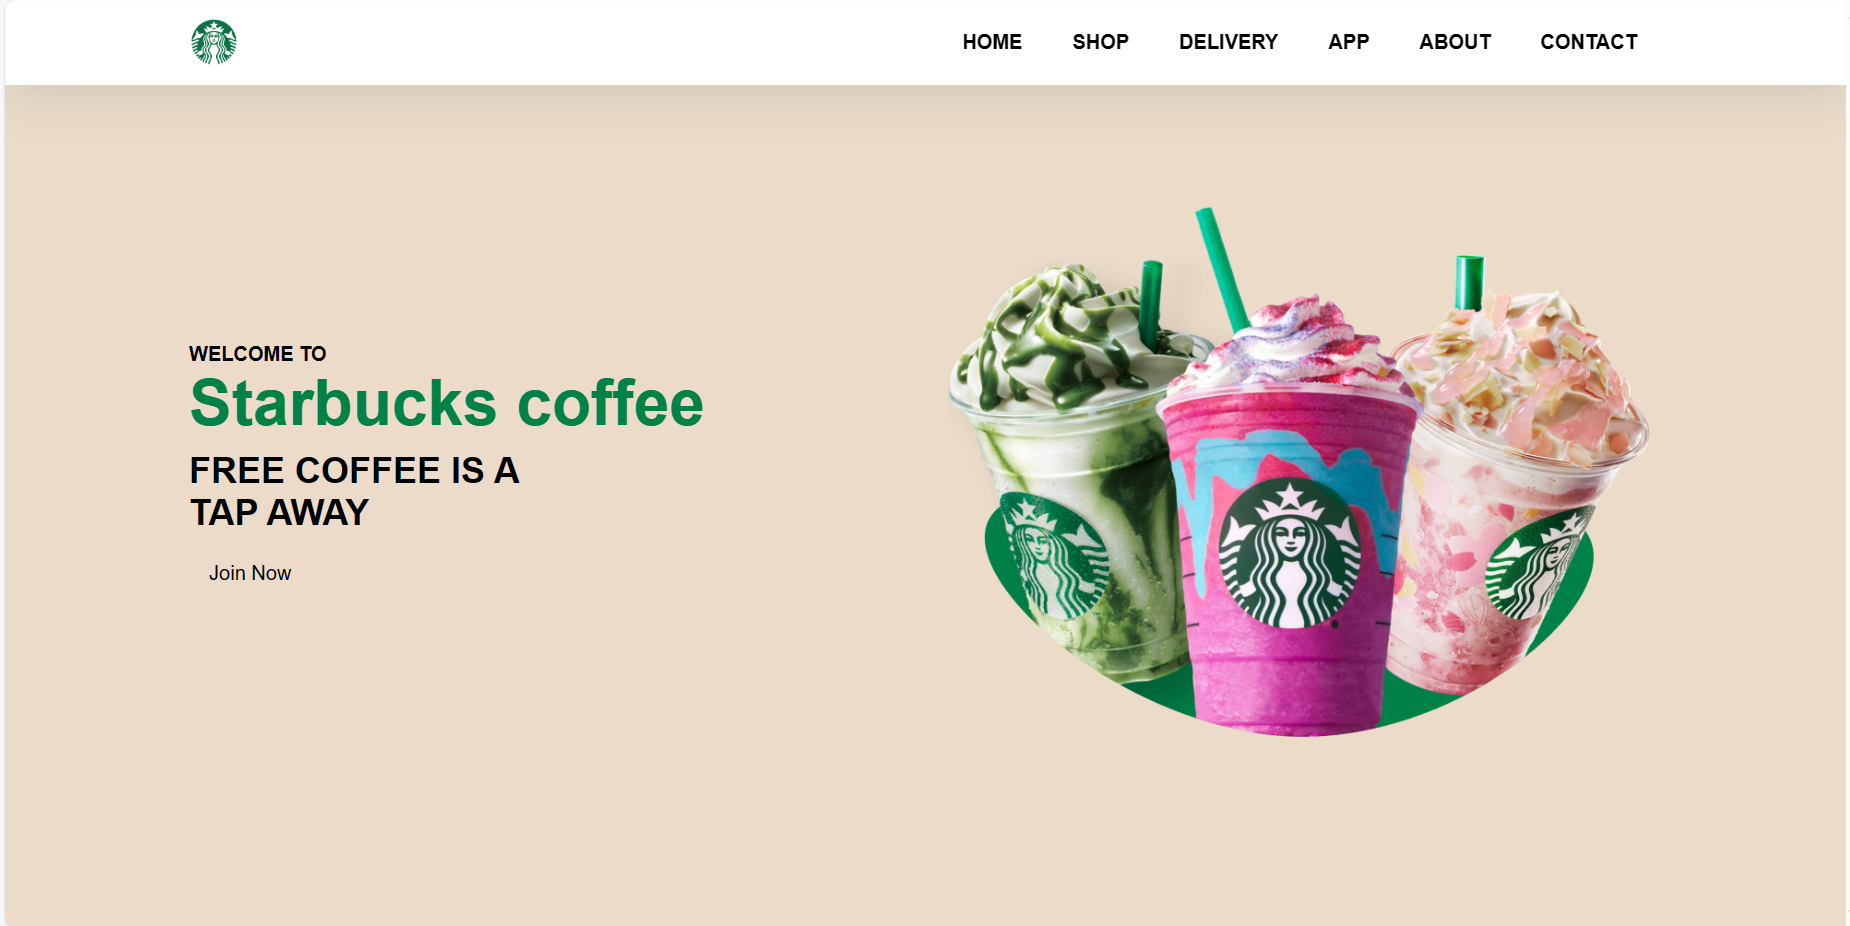 HOME SHOP DELIVERY APP ABOUT CONTACT
WELCOME TO
Starbucks coffee
FREE COFFEE IS A
TAP AWAY
Join Now